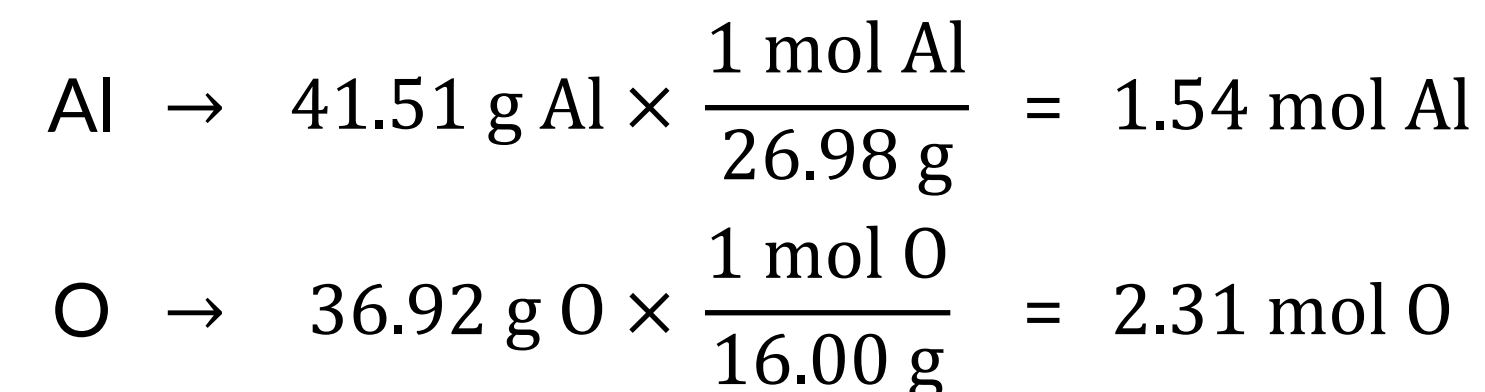 Al → 41.51 g Al × 1 mol Al / 26.98 g = 1.54 mol Al
O → 36.92 g O × 1 mol O / 16.00 g = 2.31 mol O